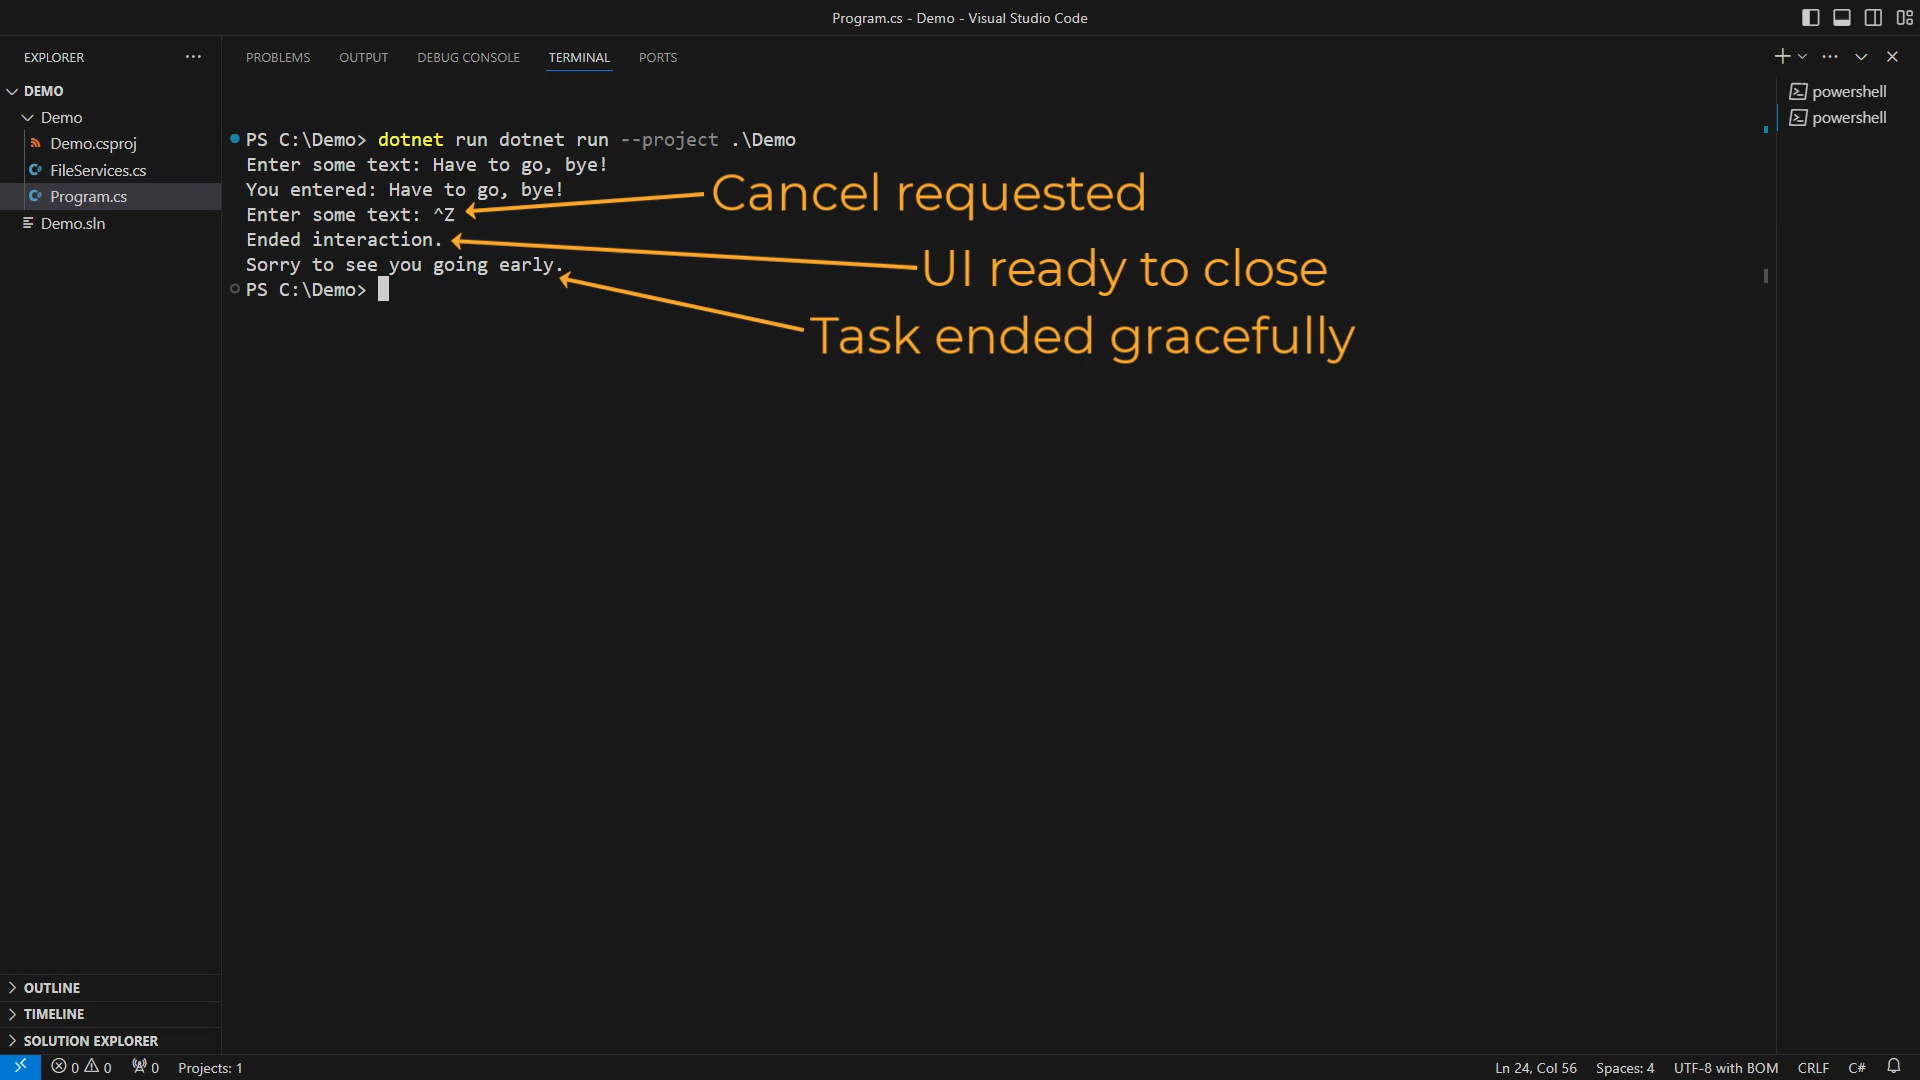 Program.cs - Demo - Visual Studio Code
EXPLORER
PROBLEMS OUTPUT DEBUG CONSOLE TERMINAL PORTS
DEMO
Demo
Demo.csproj
FileServices.cs
Program.cs
Demo.sln
powershell
powershell
PS C:\Demo> dotnet run dotnet run --project .\Demo
Enter some text: Have to go, bye!
You entered: Have to go, bye!
Enter some text: ^Z
Ended interaction.
Sorry to see you going early.
PS C:\Demo>
Cancel requested
UI ready to close
Task ended gracefully
OUTLINE
TIMELINE
SOLUTION EXPLORER
0 0 0 Projects: 1 Ln 24, Col 56 Spaces: 4 UTF-8 with BOM CRLF C#